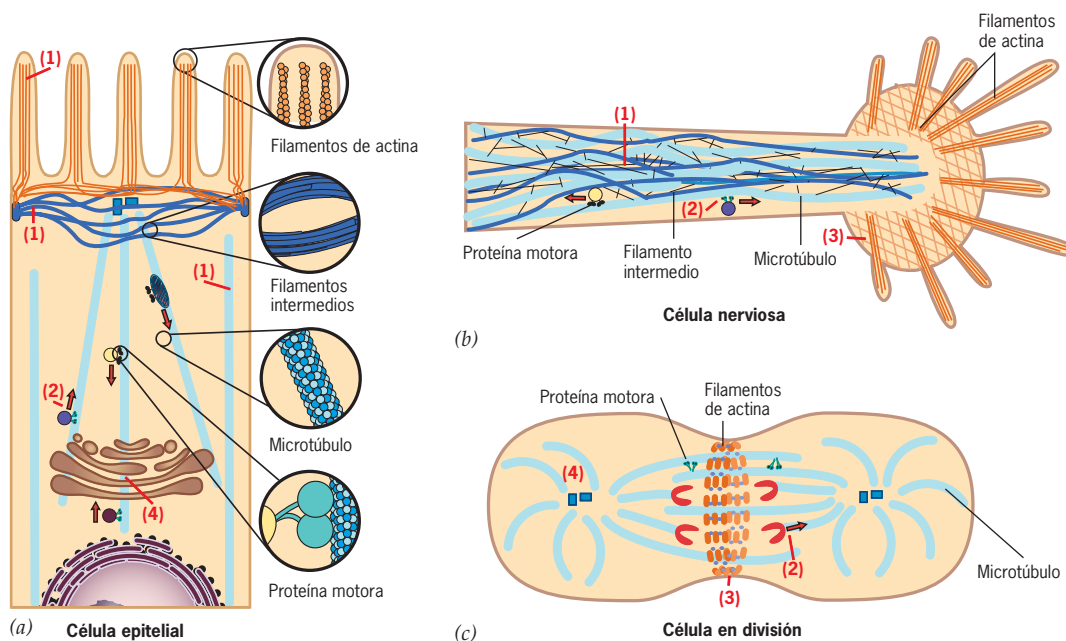 (1)
Filamentos de actina
(1)
Filamentos
intermedios
(1)
(2)
Microtúbulo
(4)
Proteína motora
(a)
Célula epitelial
Filamentos
de actina
(1)
(2)
(3)
Proteína motora
Filamento
intermedio
Microtúbulo
Célula nerviosa
(b)
Proteína motora
Filamentos
de actina
(4)
(2)
(3)
Microtúbulo
(c)
Célula en división